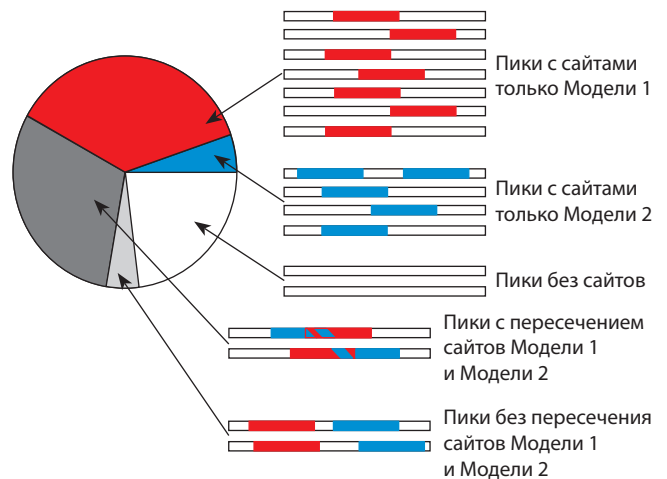 Пики с сайтами
только Модели 1
Пики с сайтами
только Модели 2
Пики без сайтов
Пики с пересечением
сайтов Модели 1
и Модели 2
Пики без пересечения
сайтов Модели 1
и Модели 2